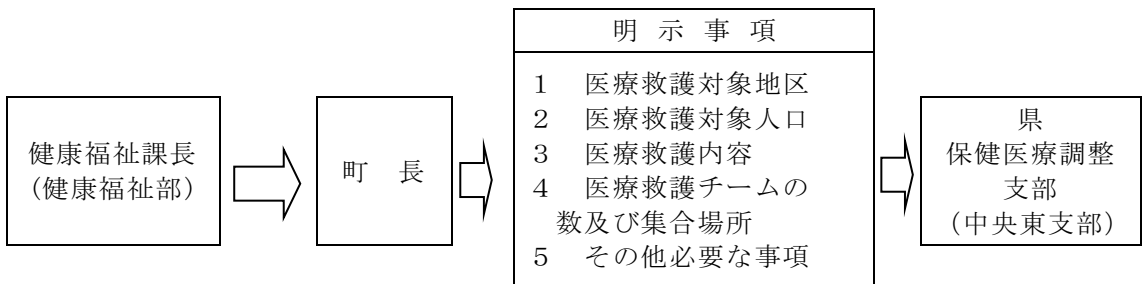 健康福祉課長
(健康福祉部)
町　長
明 示 事 項
１　医療救護対象地区
２　医療救護対象人口
３　医療救護内容
４　医療救護チームの
数及び集合場所
５　その他必要な事項
県
保健医療調整
支部
(中央東支部)